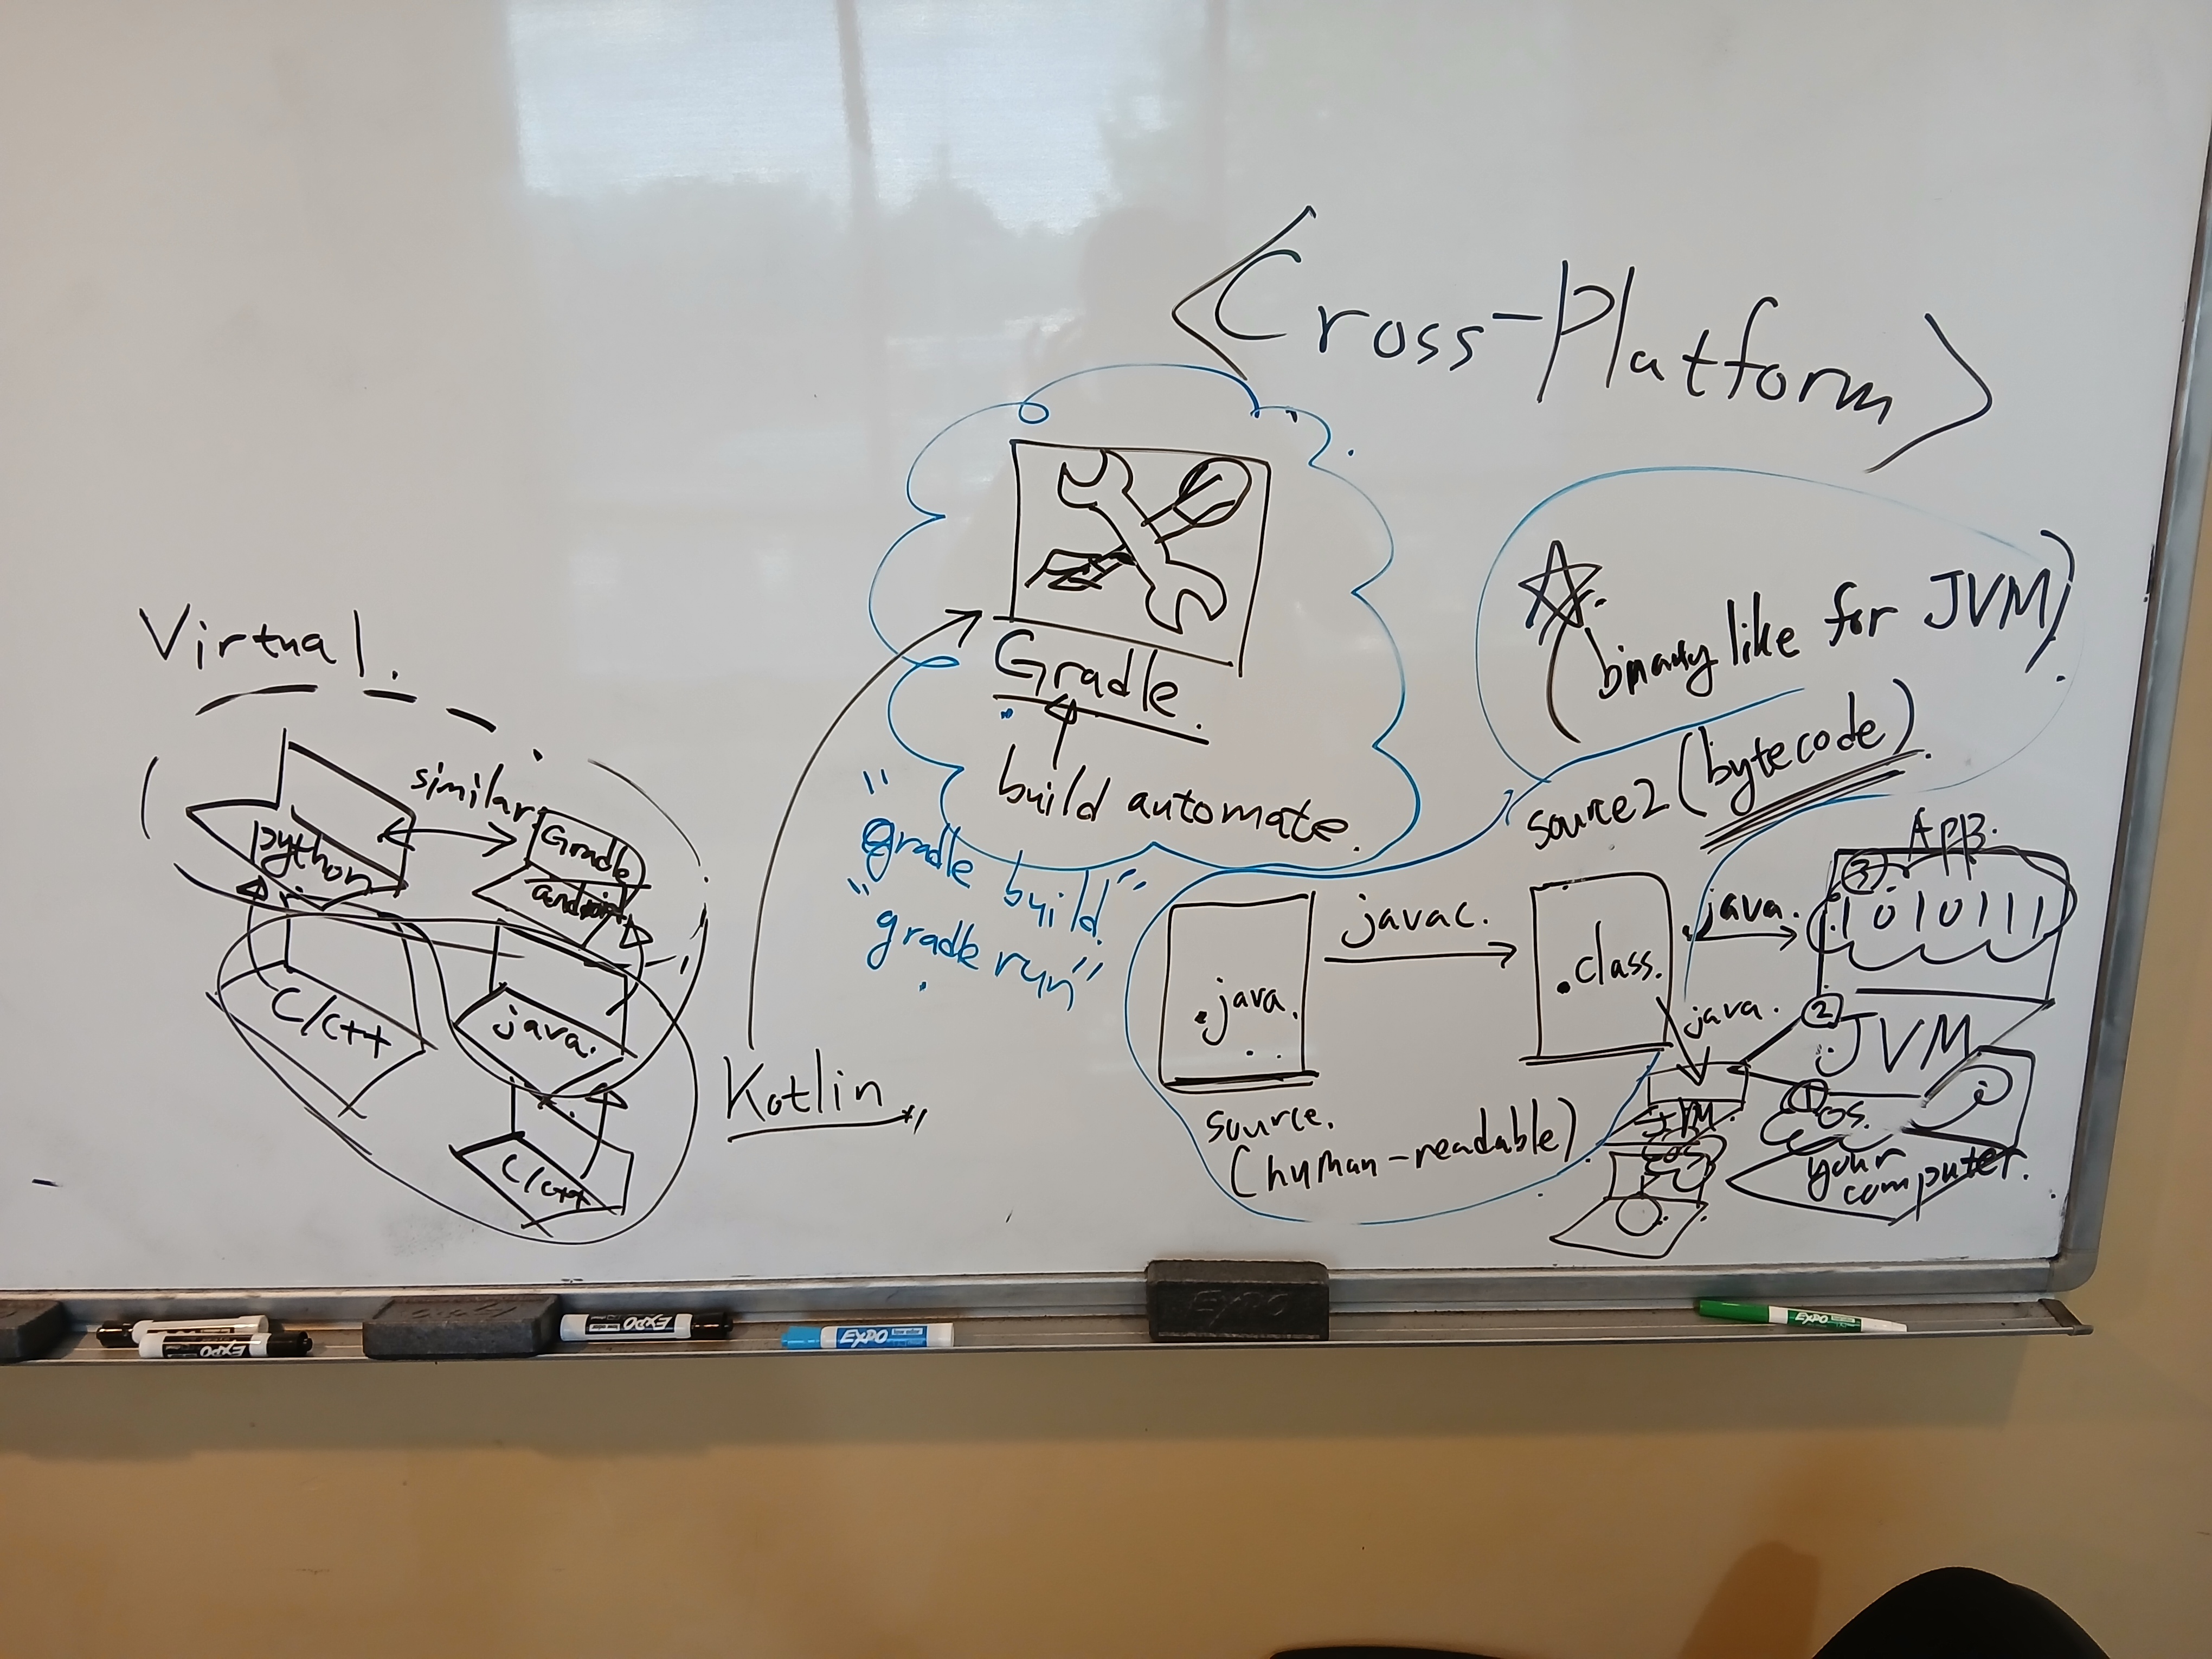 <Cross-Platform>
Virtual.
similar.
python
Gradle
android
C/C++
java.
C/C++
Kotlin
Gradle.
build automate.
"gradle build"
"gradle run"
(binary like for JVM)
source2 (bytecode).
.java.
javac.
.class.
java.
java.
source.
(human-readable)
App.
③
1010111
②
JVM
①
OS.
your
computer.
JVM
OS
EXPO
EXPO
EXPO
EXPO
EXPO